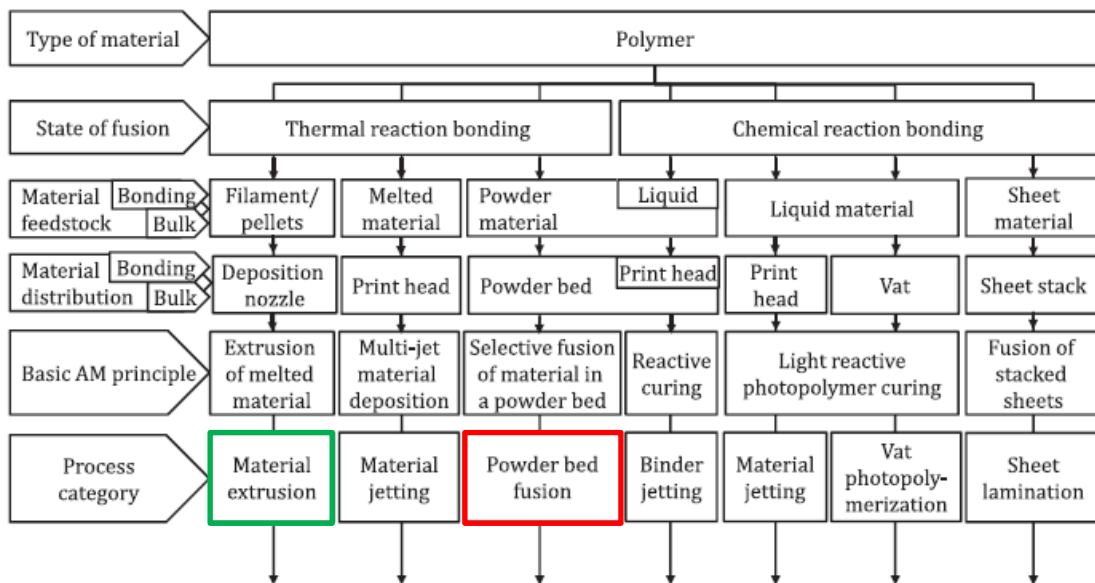 Type of material
Polymer
State of fusion
Thermal reaction bonding
Chemical reaction bonding
Material
feedstock
Bonding
Bulk
Filament/
pellets
Melted
material
Powder
material
Liquid
Liquid material
Sheet
material
Material
distribution
Bonding
Bulk
Deposition
nozzle
Print head
Powder bed
Print head
Print
head
Vat
Sheet stack
Basic AM principle
Extrusion
of melted
material
Multi-jet
material
deposition
Selective fusion
of material in
a powder bed
Reactive
curing
Light reactive
photopolymer curing
Fusion of
stacked
sheets
Process
category
Material
extrusion
Material
jetting
Powder bed
fusion
Binder
jetting
Material
jetting
Vat
photopoly-
merization
Sheet
lamination